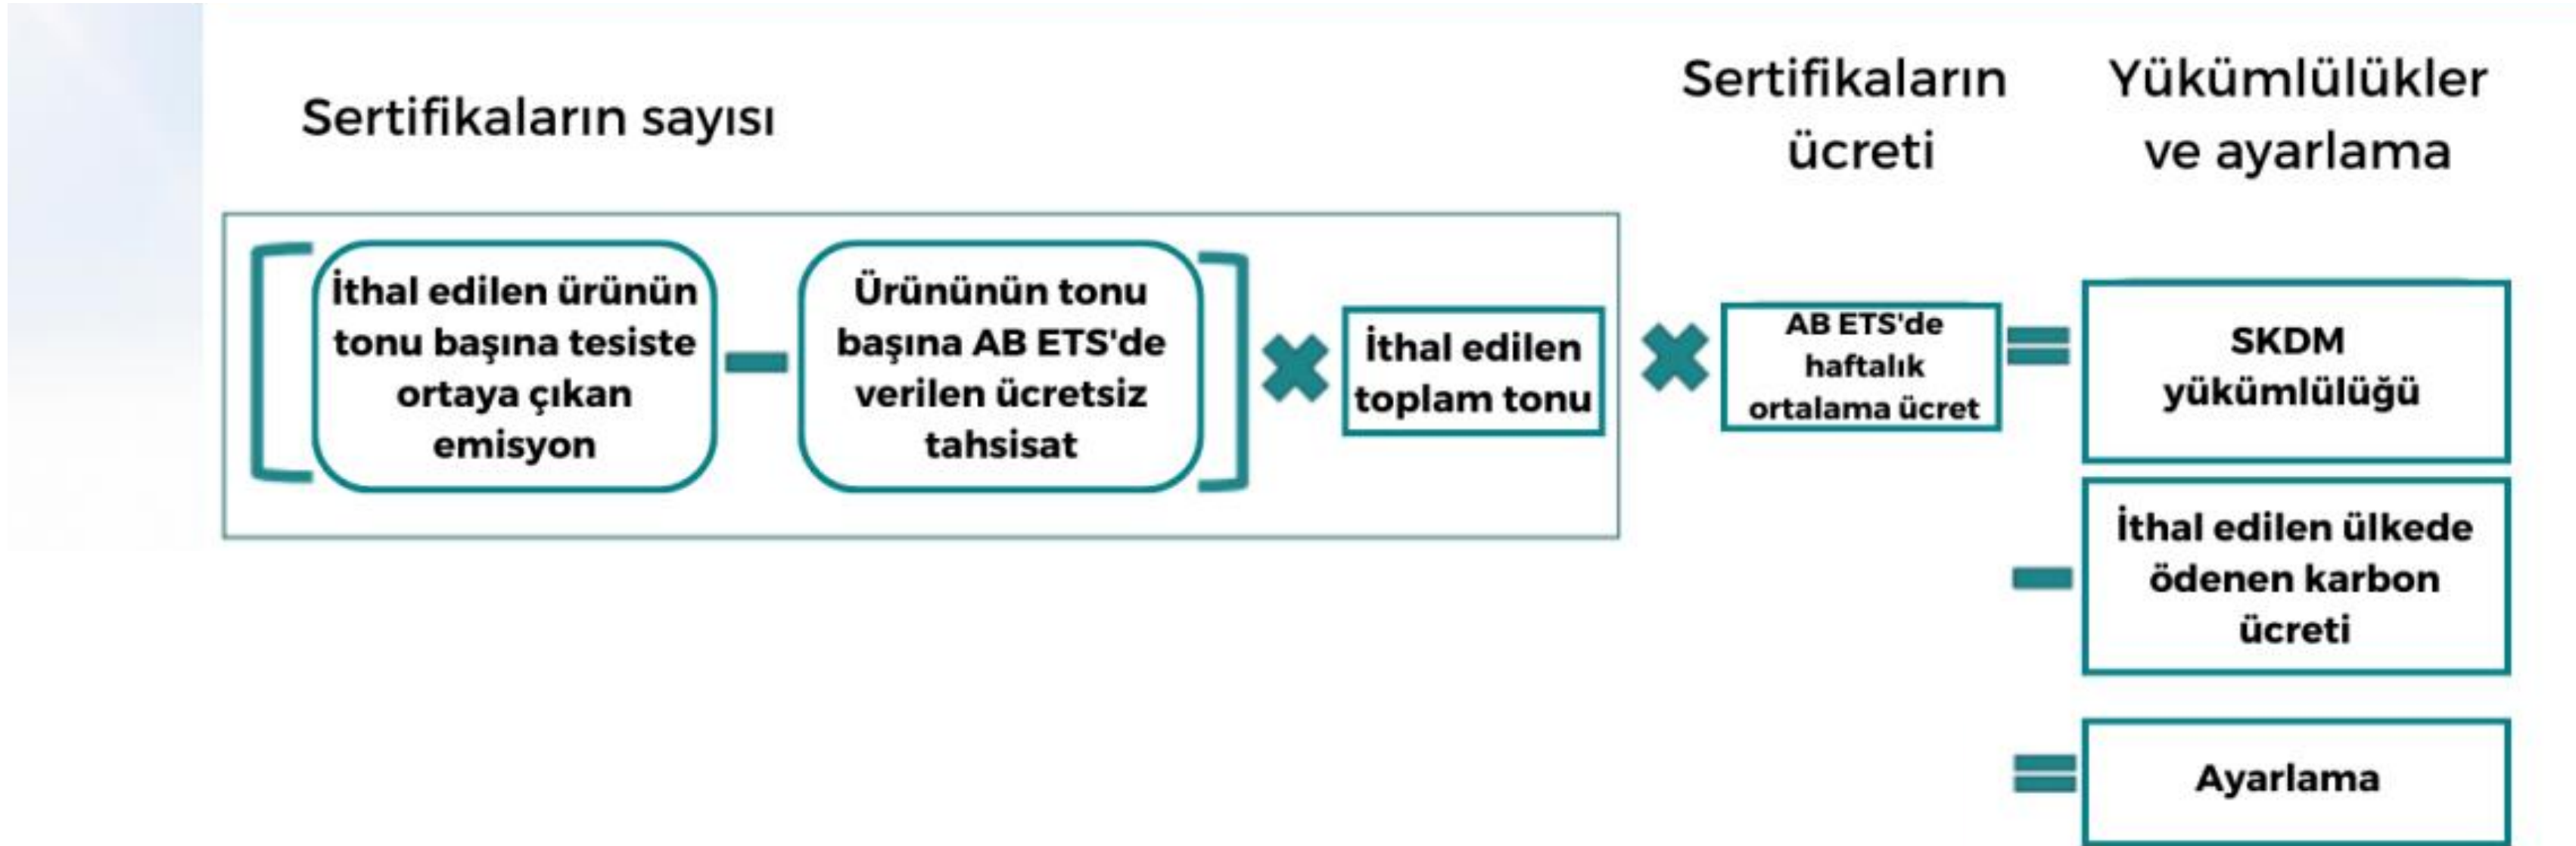 Sertifikaların sayısı
Sertifikaların
ücreti
Yükümlülükler
ve ayarlama
İthal edilen ürünün
tonu başına tesiste
ortaya çıkan
emisyon
Ürününün tonu
başına AB ETS'de
verilen ücretsiz
tahsisat
İthal edilen
toplam tonu
AB ETS'de
haftalık
ortalama ücret
SKDM
yükümlülüğü
İthal edilen ülkede
ödenen karbon
ücreti
Ayarlama